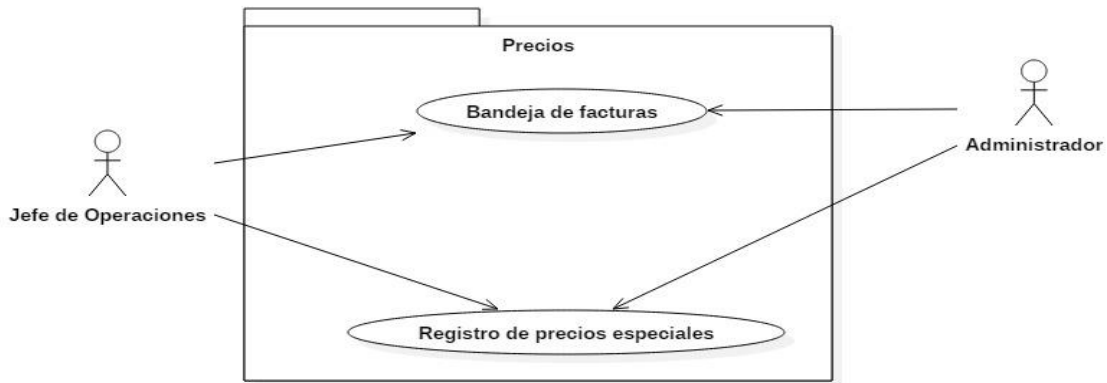 Precios
Bandeja de facturas
Administrador
Jefe de Operaciones
Registro de precios especiales